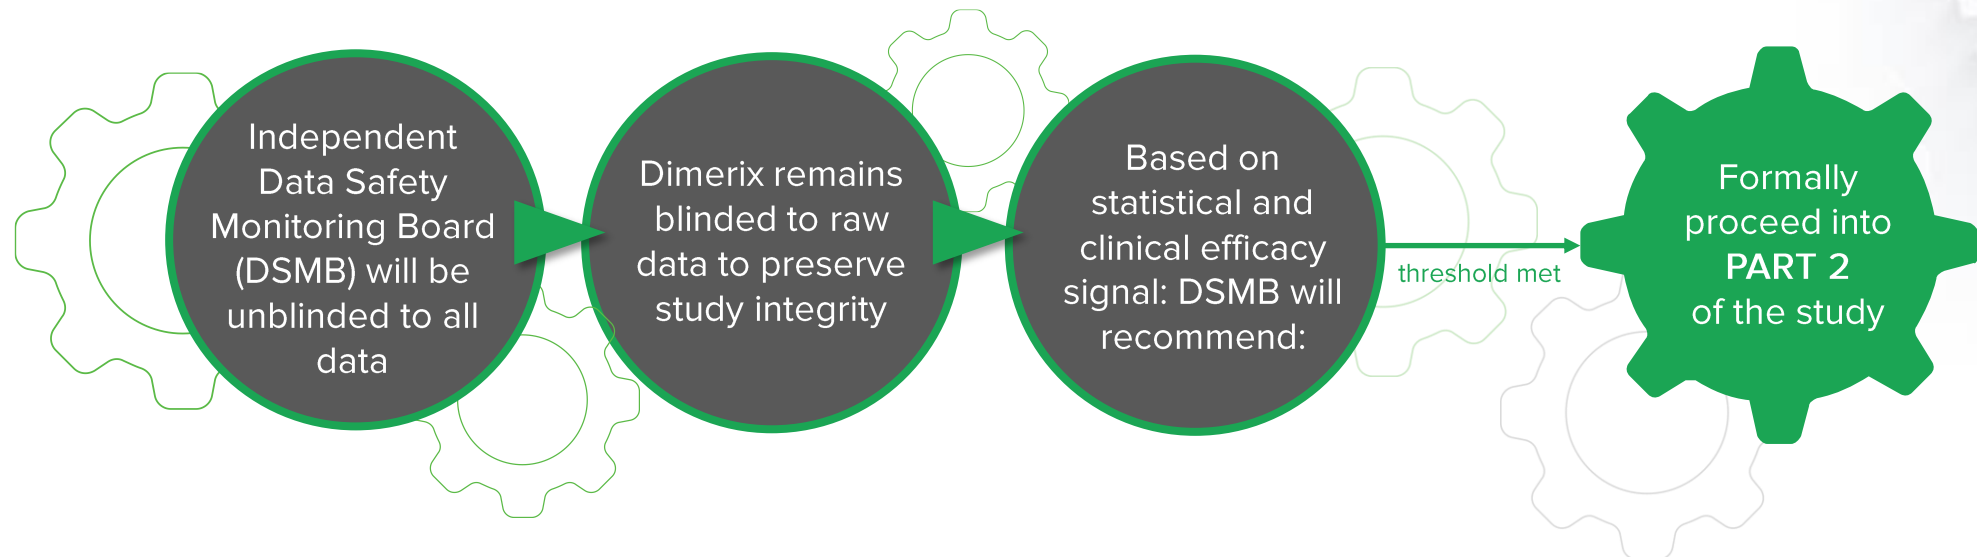 Independent
Data Safety
Monitoring Board
(DSMB) will be
unblinded to all
data
Dimerix remains
blinded to raw
data to preserve
study integrity
Based on
statistical and
clinical efficacy
signal: DSMB will
recommend:
threshold met
Formally
proceed into
PART 2
of the study